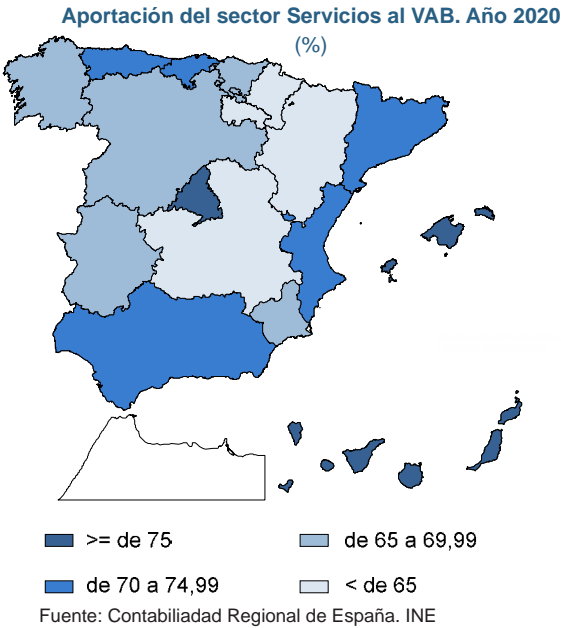 Aportación del sector Servicios al VAB. Año 2020
(%)
>= de 75
de 65 a 69,99
de 70 a 74,99
< de 65
Fuente: Contabiliadad Regional de España. INE